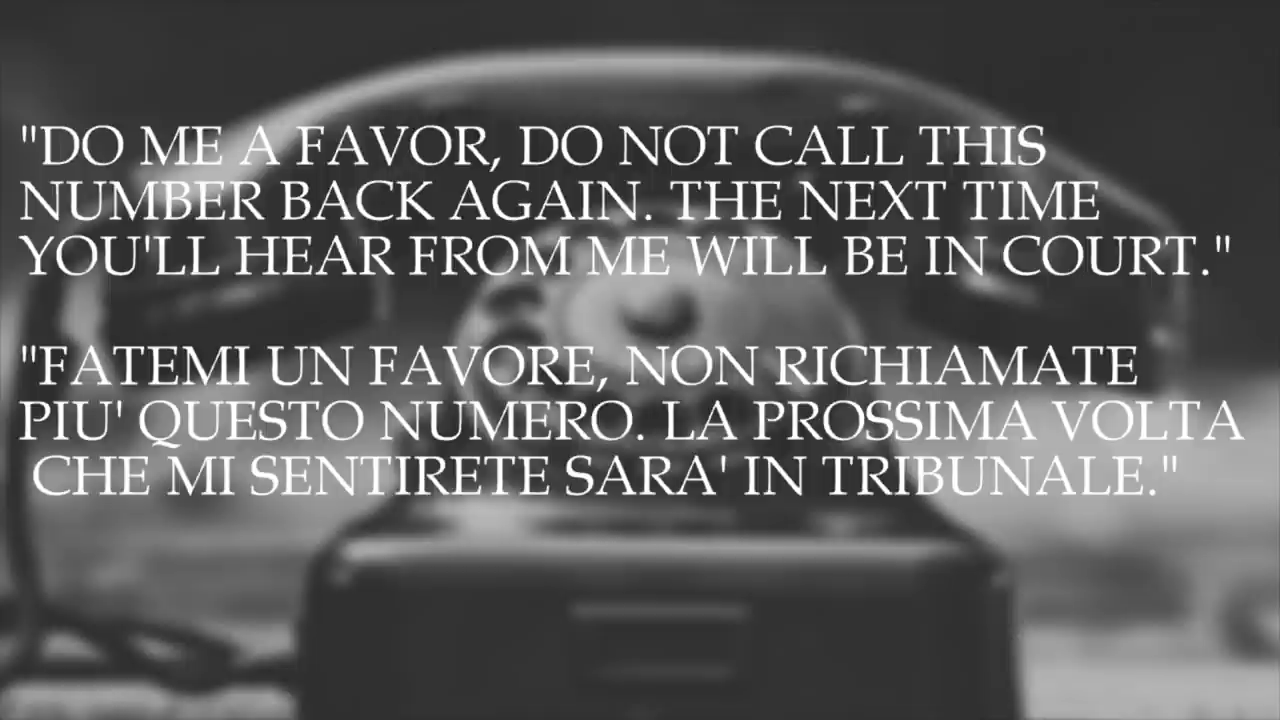 "DO ME A FAVOR, DO NOT CALL THIS
NUMBER BACK AGAIN. THE NEXT TIME
YOU'LL HEAR FROM ME WILL BE IN COURT."
"FATEMI UN FAVORE, NON RICHIAMATE
PIU' QUESTO NUMERO. LA PROSSIMA VOLTA
CHE MI SENTIRETE SARA' IN TRIBUNALE."